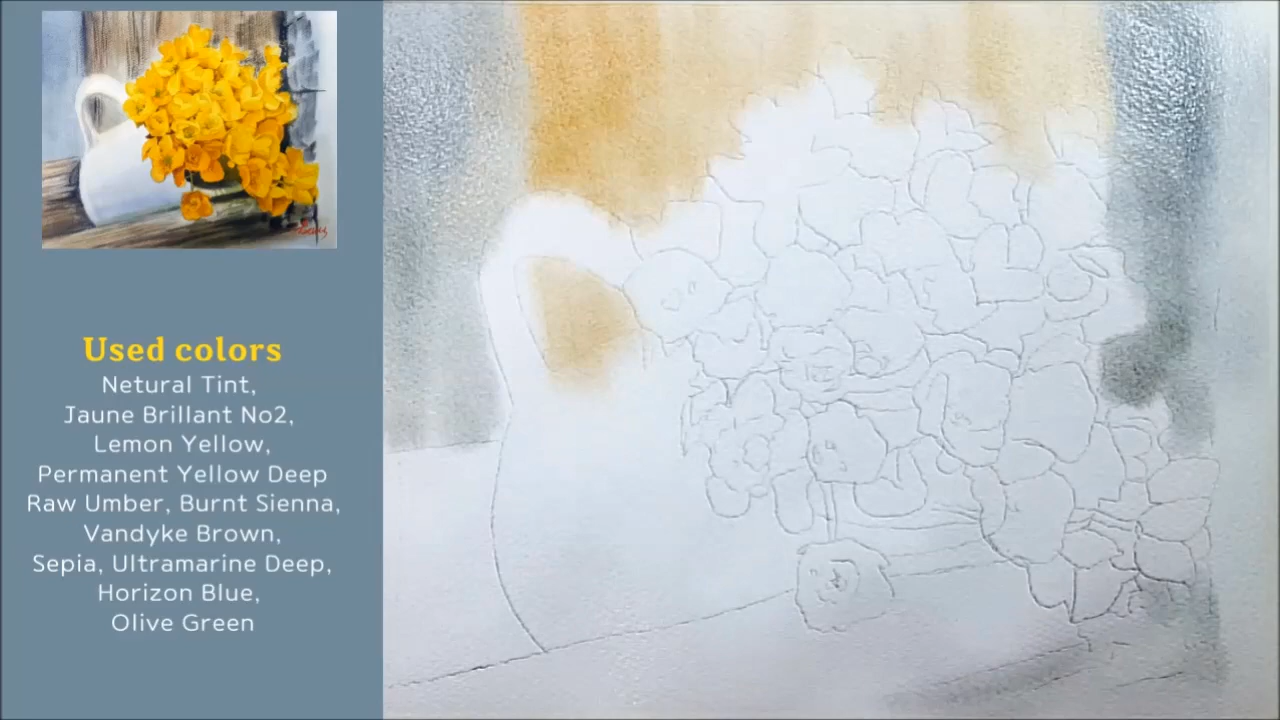 Used colors
Netural Tint,
Jaune Brillant No2,
Lemon Yellow,
Permanent Yellow Deep
Raw Umber, Burnt Sienna,
Vandyke Brown,
Sepia, Ultramarine Deep,
Horizon Blue,
Olive Green